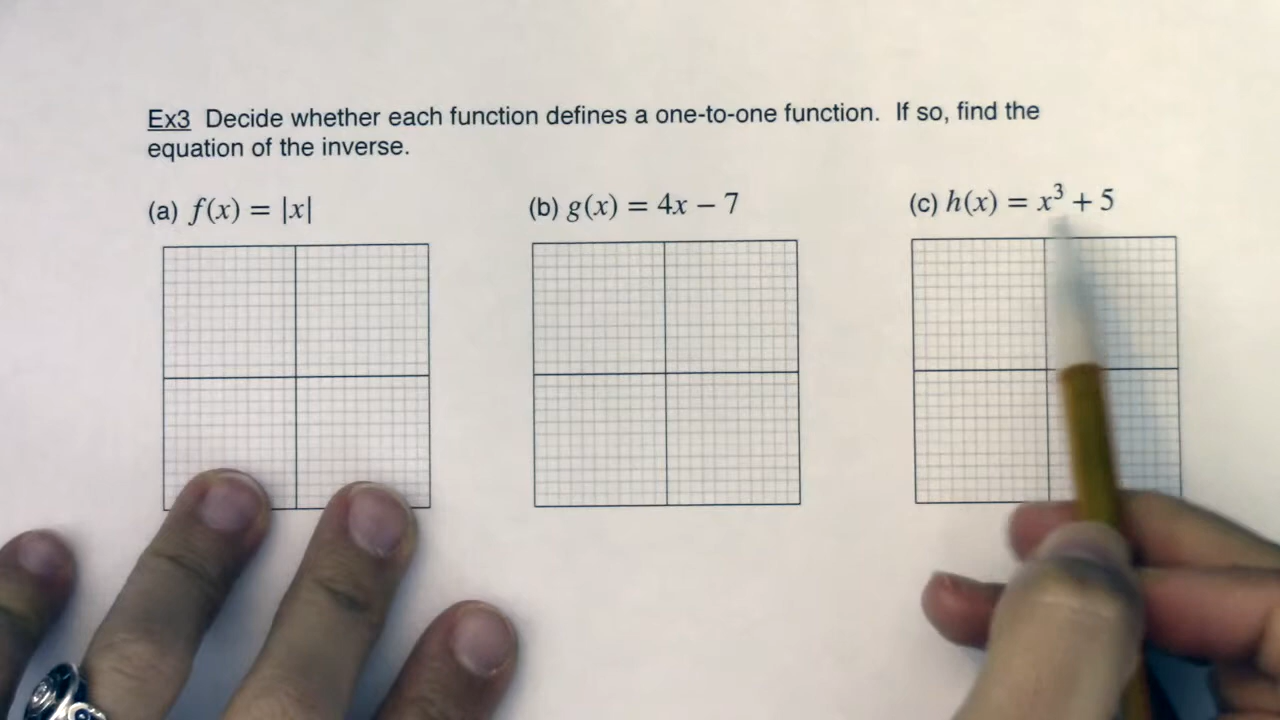 Ex3 Decide whether each function defines a one-to-one function. If so, find the
equation of the inverse.
(a) f(x) = |x|
(b) g(x) = 4x − 7
(c) h(x) = x³ + 5